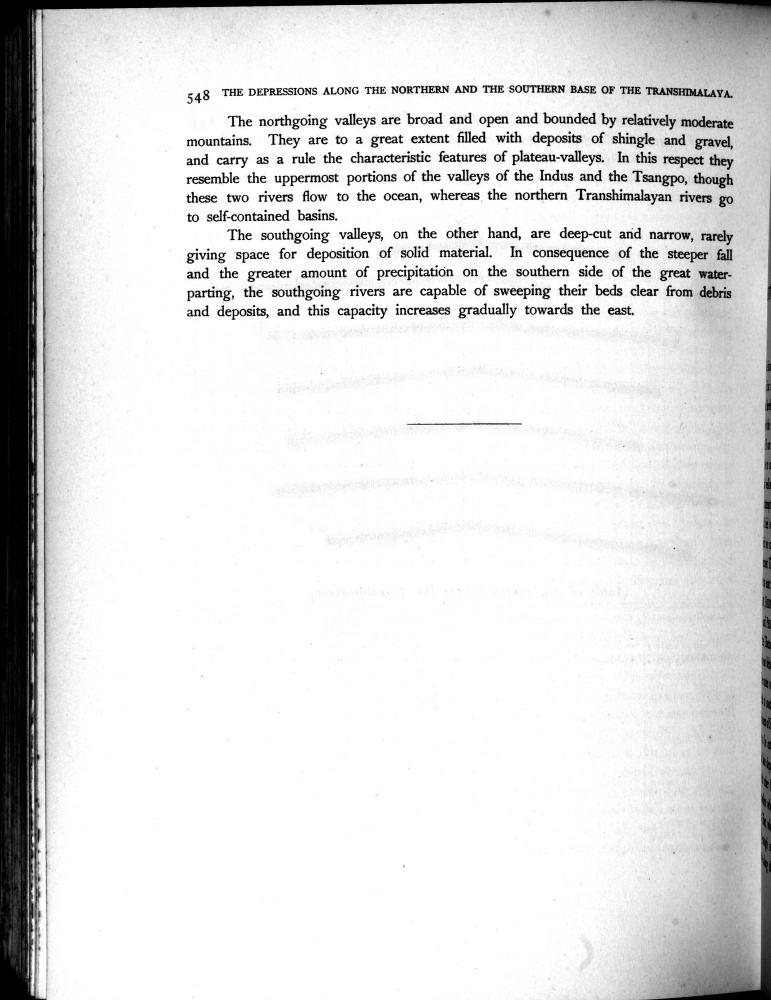 548 THE DEPRESSIONS ALONG THE NORTHERN AND THE SOUTHERN BASE OF THE TRANSHIMALAYA.
The northgoing valleys are broad and open and bounded by relatively moderate
mountains. They are to a great extent filled with deposits of shingle and gravel,
and carry as a rule the characteristic features of plateau-valleys. In this respect they
resemble the uppermost portions of the valleys of the Indus and the Tsangpo, though
these two rivers flow to the ocean, whereas the northern Transhimalayan rivers go
to self-contained basins.
The southgoing valleys, on the other hand, are deep-cut and narrow, rarely
giving space for deposition of solid material. In consequence of the steeper fall
and the greater amount of precipitation on the southern side of the great water-
parting, the southgoing rivers are capable of sweeping their beds clear from debris
and deposits, and this capacity increases gradually towards the east.